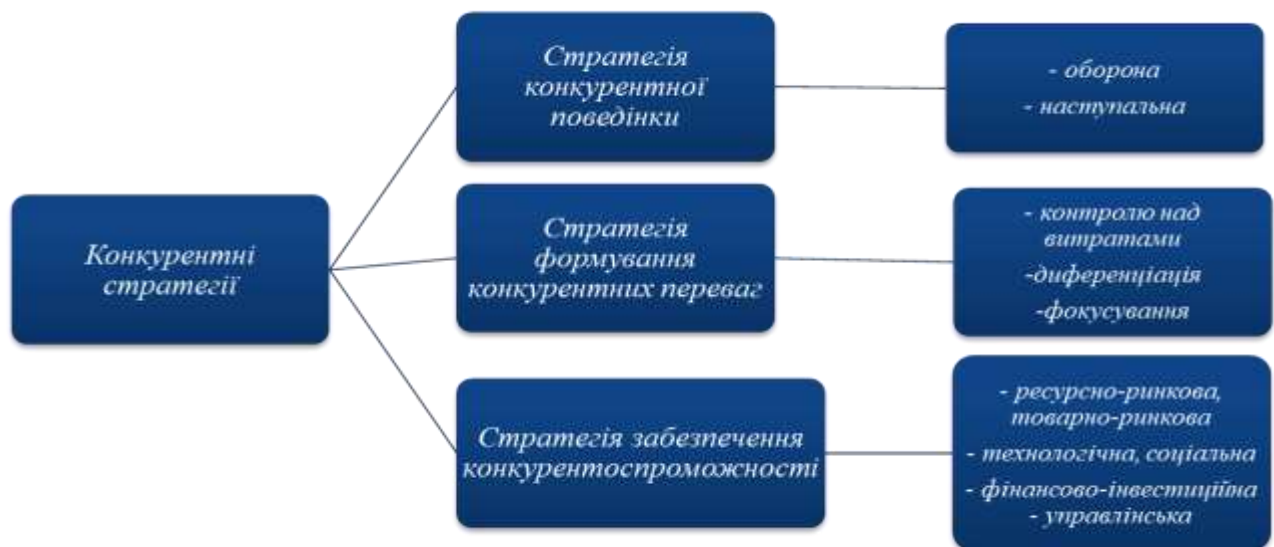 Стратегія
конкурентної
поведінки
- оборона
- наступальна
Конкурентні
стратегії
Стратегія
формування
конкурентних переваг
- контролю над
витратами
-диференціація
-фокусування
Стратегія забезпечення
конкурентоспроможності
- ресурсно-ринкова,
товарно-ринкова
- технологічна, соціальна
- фінансово-інвестиційна
- управлінська